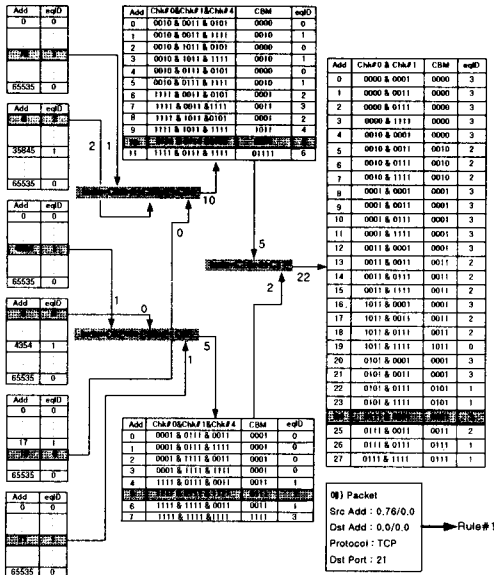 Add eqID
0 0
65535 0
Add eqID
35845 1
65535 0
Add eqID
0 0
65535 0
Add eqID
4354 1
65535 0
Add eqID
0 0
17 1
65535 0
Add eqID
0 0
65535 0
2
1
10
0
1
0
5
1
5
2
22
Add Chk#0&Chk#1&Chk#4 CBM eqID
0 0010 & 0011 & 0101 0000 0
1 0010 & 0011 & 1111 0010 1
2 0010 & 1011 & 0101 0000 0
3 0010 & 1011 & 1111 0010 1
4 0010 & 0111 & 0101 0000 0
5 0010 & 0111 & 1111 0010 1
6 1111 & 0011 & 0101 0001 2
7 1111 & 0011 & 1111 0011 3
8 1111 & 1011 & 0101 0001 2
9 1111 & 1011 & 1111 1011 4
11 1111 & 0111 & 1111 01111 6
Add Chk#0&Chk#1&Chk#4 CBM eqID
0 0001 & 0111 & 0011 0001 0
1 0001 & 0111 & 1111 0001 0
2 0001 & 1111 & 0011 0001 0
3 0001 & 1111 & 1111 0001 0
4 1111 & 0111 & 0011 0011 1
6 1111 & 1111 & 0011 0011 1
7 1111 & 1111 & 1111 1111 3
Add Chk#0 & Chk#1 CBM eqID
0 0000 & 0001 0000 3
1 0000 & 0011 0000 3
2 0000 & 0111 0000 3
3 0000 & 1111 0000 3
4 0010 & 0001 0000 3
5 0010 & 0011 0010 2
6 0010 & 0111 0010 2
7 0010 & 1111 0010 2
8 0001 & 0001 0001 3
9 0001 & 0011 0001 3
10 0001 & 0111 0001 3
11 0001 & 1111 0001 3
12 0011 & 0001 0001 3
13 0011 & 0011 0011 2
14 0011 & 0111 0011 2
15 0011 & 1111 0011 2
16 1011 & 0001 0001 3
17 1011 & 0011 0011 2
18 1011 & 0111 0011 2
19 1011 & 1111 1011 0
20 0101 & 0001 0001 3
21 0101 & 0011 0001 3
22 0101 & 0111 0101 1
23 0101 & 1111 0101 1
25 0111 & 0011 0011 2
26 0111 & 0111 0111 1
27 0111 & 1111 0111 1
예) Packet
Src Add : 0.76/0.0
Dst Add : 0.0/0.0
Protocol : TCP
Dst Port : 21
Rule#1